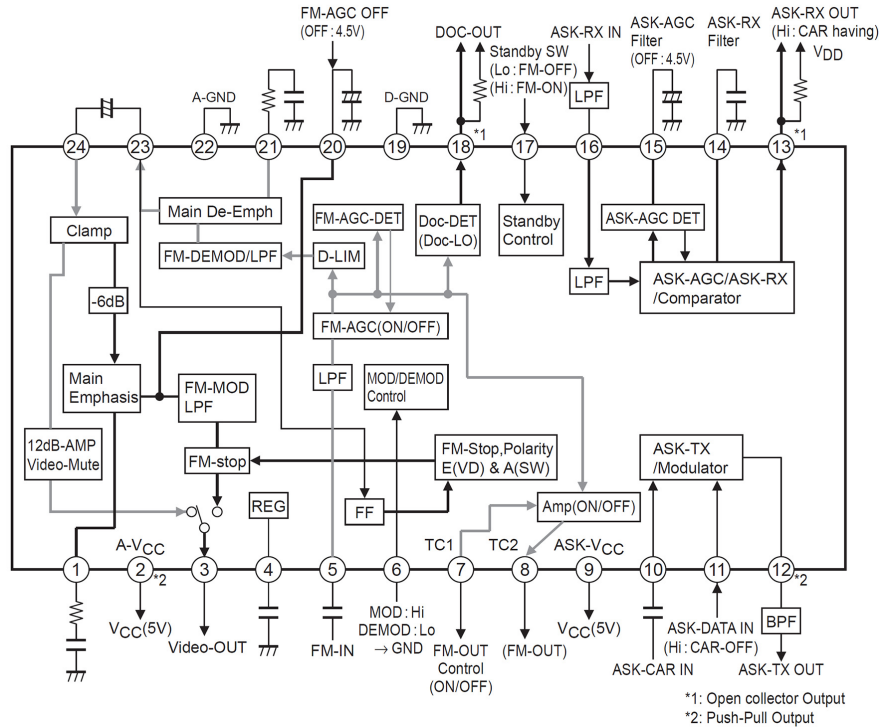 FM-AGC OFF
(OFF : 4.5V)
DOC-OUT
Standby SW
(Lo : FM-OFF)
(Hi : FM-ON)
ASK-RX IN
ASK-AGC
Filter
(OFF : 4.5V)
ASK-RX
Filter
ASK-RX OUT
(Hi : CAR having)
VDD
LPF
A-GND
D-GND
*1
*1
24
23
22
21
20
19
18
17
16
15
14
13
Clamp
Main De-Emph
FM-DEMOD/LPF
FM-AGC-DET
D-LIM
Doc-DET
(Doc-LO)
Standby
Control
ASK-AGC DET
LPF
ASK-AGC/ASK-RX
/Comparator
-6dB
FM-AGC(ON/OFF)
LPF
MOD/DEMOD
Control
Main
Emphasis
FM-MOD
LPF
12dB-AMP
Video-Mute
FM-stop
FM-Stop,Polarity
E(VD) & A(SW)
ASK-TX
/Modulator
REG
FF
Amp(ON/OFF)
A-VCC
TC1
TC2
ASK-VCC
1
2
3
4
5
6
7
8
9
10
11
12
*2
*2
VCC(5V)
Video-OUT
FM-IN
MOD : Hi
DEMOD : Lo
→ GND
FM-OUT
Control
(ON/OFF)
(FM-OUT)
VCC(5V)
ASK-CAR IN
ASK-DATA IN
(Hi : CAR-OFF)
BPF
ASK-TX OUT
*1: Open collector Output
*2: Push-Pull Output